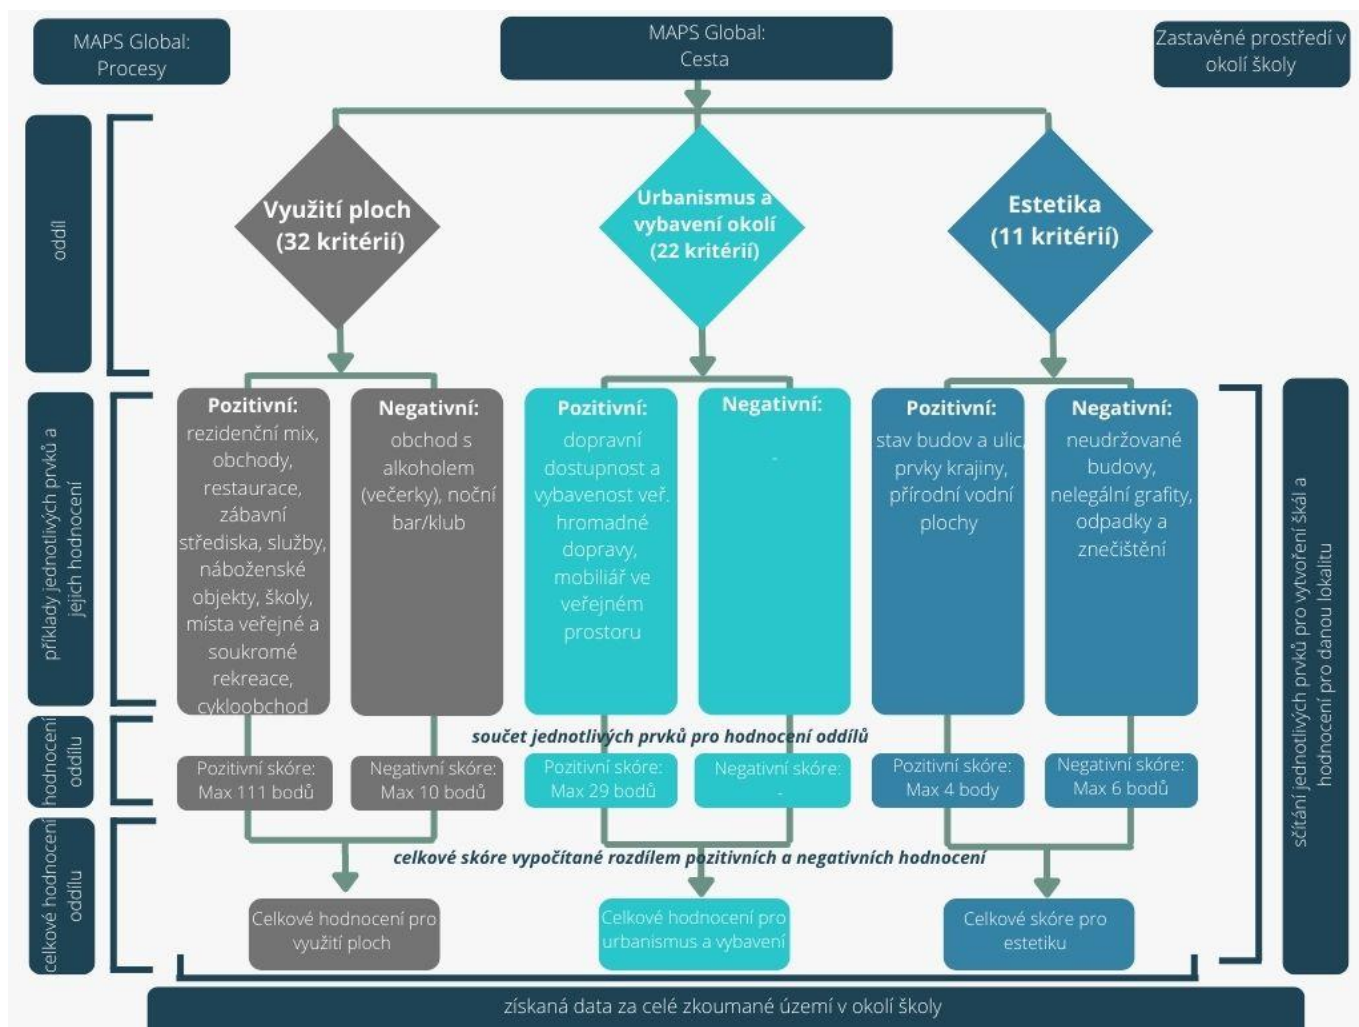 MAPS Global:
Procesy
MAPS Global:
Cesta
Zastavěné prostředí v
okolí školy
oddíl
Využití ploch
(32 kritérií)
Urbanismus a
vybavení okolí
(22 kritérií)
Estetika
(11 kritérií)
příklady jednotlivých prvků a
jejich hodnocení
Pozitivní:
rezidenční mix,
obchody,
restaurace,
zábavní
střediska, služby,
náboženské
objekty, školy,
místa veřejné a
soukromé
rekreace,
cykloobchod
Negativní:
obchod s
alkoholem
(večerky), noční
bar/klub
Pozitivní:
dopravní
dostupnost a
vybavenost veř.
hromadné
dopravy,
mobiliář ve
veřejném
prostoru
Negativní:
-
Pozitivní:
stav budov a ulic,
prvky krajiny,
přírodní vodní
plochy
Negativní:
neudržované
budovy,
nelegální grafity,
odpadky a
znečištění
sčítání jednotlivých prvků pro vytvoření škál a
hodnocení pro danou lokalitu
součet jednotlivých prvků pro hodnocení oddílů
hodnocení
oddílu
Pozitivní skóre:
Max 111 bodů
Negativní skóre:
Max 10 bodů
Pozitivní skóre:
Max 29 bodů
Negativní skóre:
-
Pozitivní skóre:
Max 4 body
Negativní skóre:
Max 6 bodů
celkové skóre vypočítané rozdílem pozitivních a negativních hodnocení
celkové hodnocení
oddílu
Celkové hodnocení pro
využití ploch
Celkové hodnocení pro
urbanismus a vybavení
Celkové skóre pro
estetiku
získaná data za celé zkoumané území v okolí školy